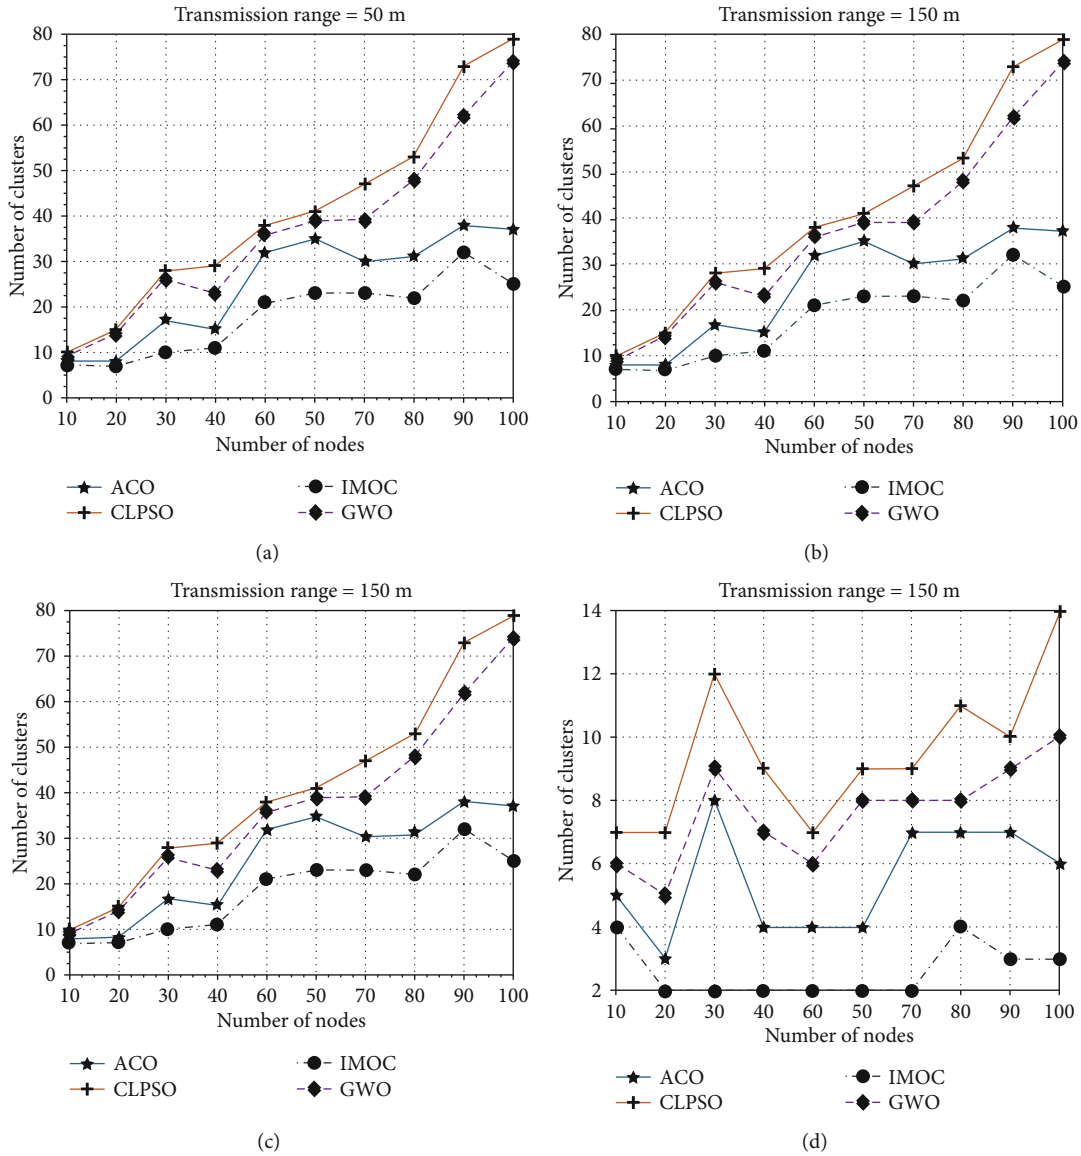 Transmission range = 50 m
80
70
60
50
40
30
20
10
0
Number of clusters
10 20 30 40 60 50 70 80 90 100
Number of nodes
ACO
CLPSO
IMOC
GWO
(a)
Transmission range = 150 m
80
70
60
50
40
30
20
10
0
Number of clusters
10 20 30 40 60 50 70 80 90 100
Number of nodes
ACO
CLPSO
IMOC
GWO
(b)
Transmission range = 150 m
80
70
60
50
40
30
20
10
0
Number of clusters
10 20 30 40 60 50 70 80 90 100
Number of nodes
ACO
CLPSO
IMOC
GWO
(c)
Transmission range = 150 m
14
12
10
8
6
4
2
Number of clusters
10 20 30 40 60 50 70 80 90 100
Number of nodes
ACO
CLPSO
IMOC
GWO
(d)